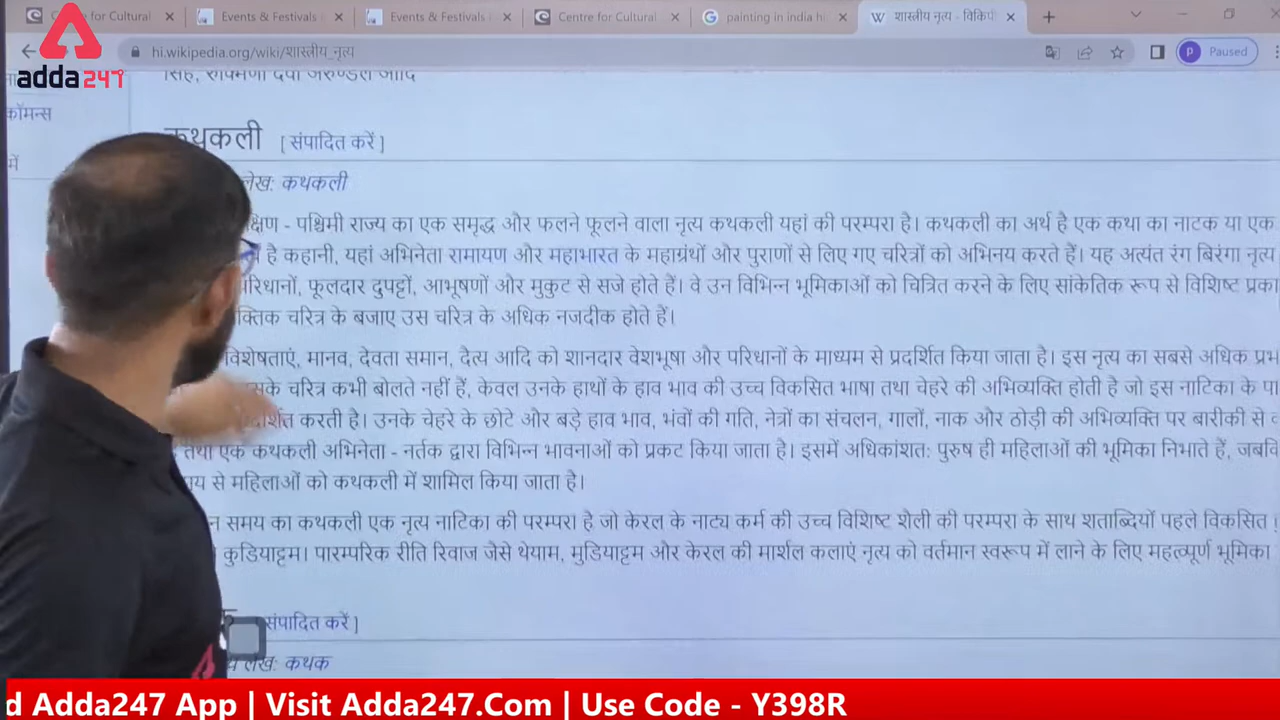 for Cultural
Events & Festivals
Events & Festivals
Centre for Cultural
painting in india hi
शास्त्रीय नृत्य - विकिपी
hi.wikipedia.org/wiki/शास्त्रीय_नृत्य
Paused
adda247
कॉमन्स
में
कथकली [संपादित करें]
लेख: कथकली
पश्चिमी राज्य का एक समृद्ध और फलने फूलने वाला नृत्य कथकली यहां की परम्परा है। कथकली का अर्थ है एक कथा का नाटक या एक
है कहानी, यहां अभिनेता रामायण और महाभारत के महाग्रंथों और पुराणों से लिए गए चरित्रों को अभिनय करते हैं। यह अत्यंत रंग बिरंगा नृत्य
फूलदार दुपट्टों, आभूषणों और मुकुट से सजे होते हैं। वे उन विभिन्न भूमिकाओं को चित्रित करने के लिए सांकेतिक रूप से विशिष्ट प्रका
क्तिक चरित्र के बजाए उस चरित्र के अधिक नजदीक होते हैं।
विशेषताएं, मानव, देवता समान, दैत्य आदि को शानदार वेशभूषा और परिधानों के माध्यम से प्रदर्शित किया जाता है। इस नृत्य का सबसे अधिक प्रभ
के चरित्र कभी बोलते नहीं हैं, केवल उनके हाथों के हाव भाव की उच्च विकसित भाषा तथा चेहरे की अभिव्यक्ति होती है जो इस नाटिका के पा
करती है। उनके चेहरे के छोटे और बड़े हाव भाव, भंवों की गति, नेत्रों का संचलन, गालों, नाक और ठोड़ी की अभिव्यक्ति पर बारीकी से
तथा एक कथकली अभिनेता - नर्तक द्वारा विभिन्न भावनाओं को प्रकट किया जाता है। इसमें अधिकांशत: पुरुष ही महिलाओं की भूमिका निभाते हैं, जबकि
से महिलाओं को कथकली में शामिल किया जाता है।
समय का कथकली एक नृत्य नाटिका की परम्परा है जो केरल के नाट्य कर्म की उच्च विशिष्ट शैली की परम्परा के साथ शताब्दियों पहले विकसित
कुडियाट्टम। पारम्परिक रीति रिवाज जैसे थेयाम, मुडियाट्टम और केरल की मार्शल कलाएं नृत्य को वर्तमान स्वरूप में लाने के लिए महत्वपूर्ण भूमिका
संपादित करें]
लेख: कथक
d Adda247 App | Visit Adda247.Com | Use Code - Y398R